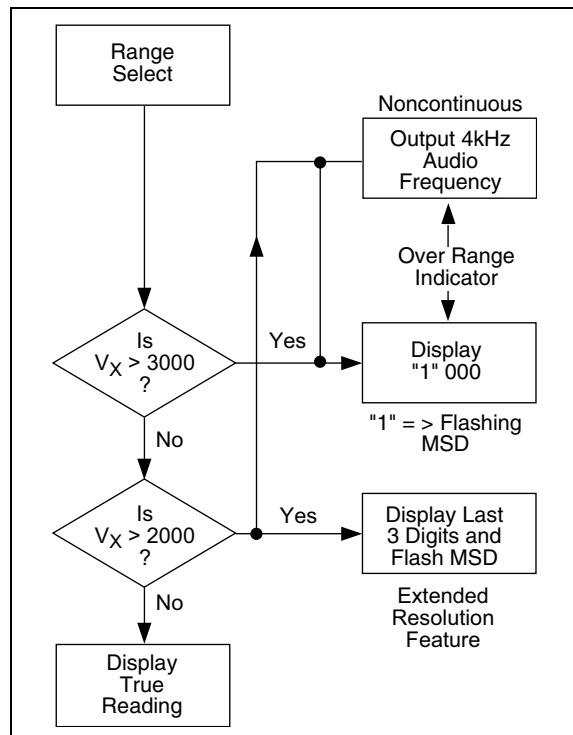 Range
Select
Noncontinuous
Output 4kHz
Audio
Frequency
Over Range
Indicator
Is
VX > 3000
?
Yes
Display
"1" 000
"1" = > Flashing
MSD
No
Is
VX > 2000
?
Yes
Display Last
3 Digits and
Flash MSD
No
Extended
Resolution
Feature
Display
True
Reading